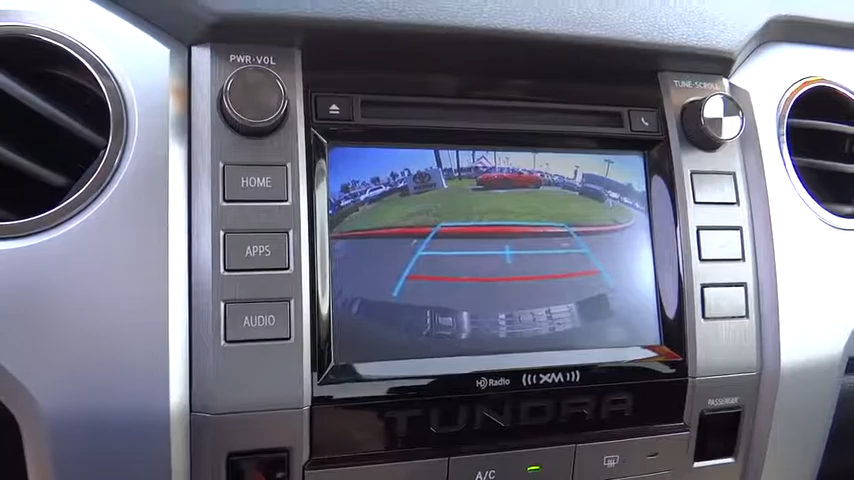 PWR·VOL
TUNE·SCROLL
HOME
APPS
AUDIO
HD Radio
((XM))
TUNDRA
PASSENGER
A/C